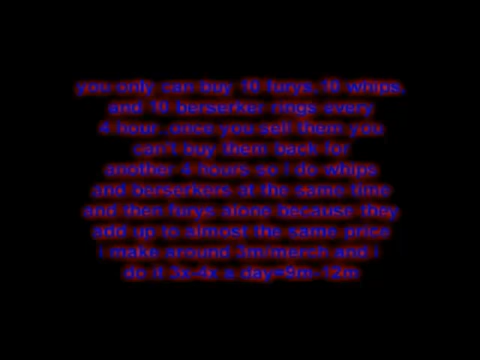 you only can buy 10 furys,10 whips,
and 10 berserker rings every
4 hour ,once you sell them you
can't buy them back for
another 4 hours so i do whips
and berserkers at the same time
and then furys alone because they
add up to almost the same price
i make around 3m/merch and i
do it 3x-4x a day=9m-12m